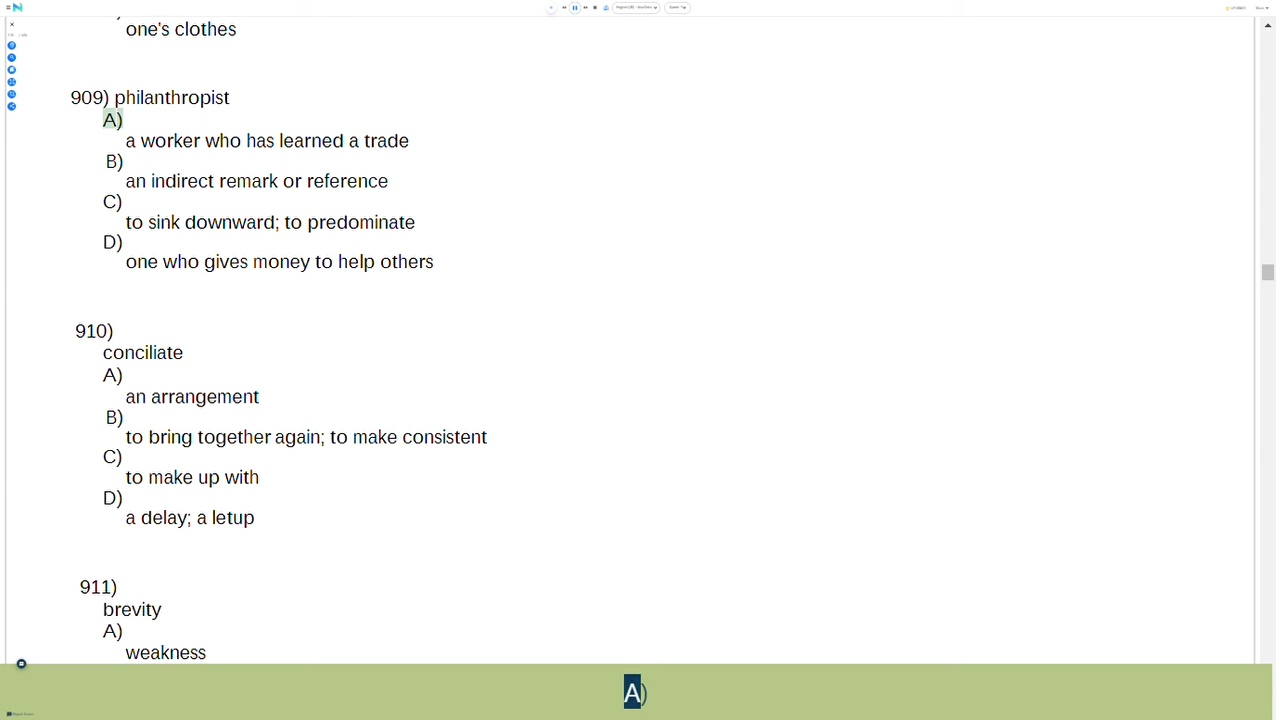 one's clothes
909) philanthropist
A)
a worker who has learned a trade
B)
an indirect remark or reference
C)
to sink downward; to predominate
D)
one who gives money to help others
910)
conciliate
A)
an arrangement
B)
to bring together again; to make consistent
C)
to make up with
D)
a delay; a letup
911)
brevity
A)
weakness
A)